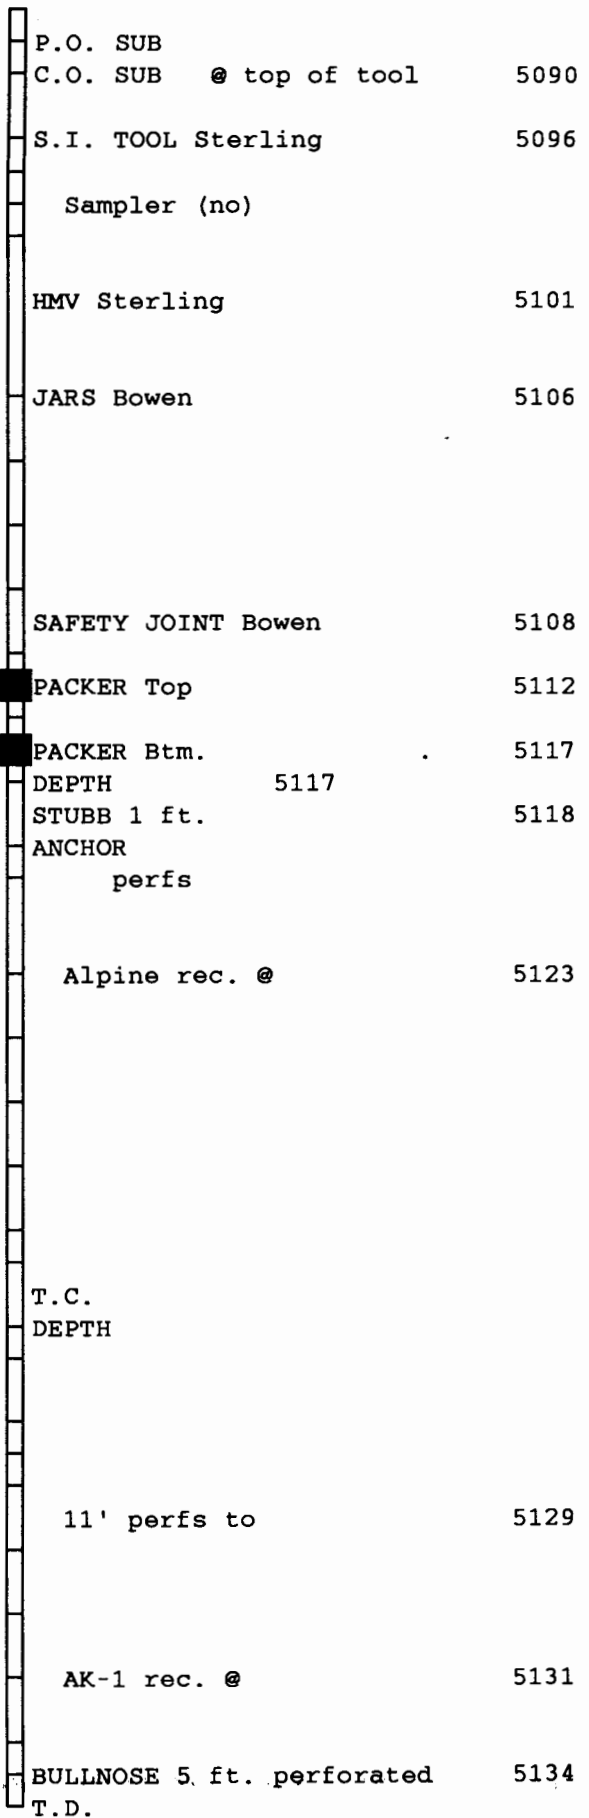 P.O. SUB
C.O. SUB @ top of tool 5090
S.I. TOOL Sterling 5096
Sampler (no)
HMV Sterling 5101
JARS Bowen 5106
SAFETY JOINT Bowen 5108
PACKER Top 5112
PACKER Btm. 5117
DEPTH 5117
STUBB 1 ft. 5118
ANCHOR
perfs
Alpine rec. @ 5123
T.C.
DEPTH
11' perfs to 5129
AK-1 rec. @ 5131
BULLNOSE 5 ft. perforated 5134
T.D.